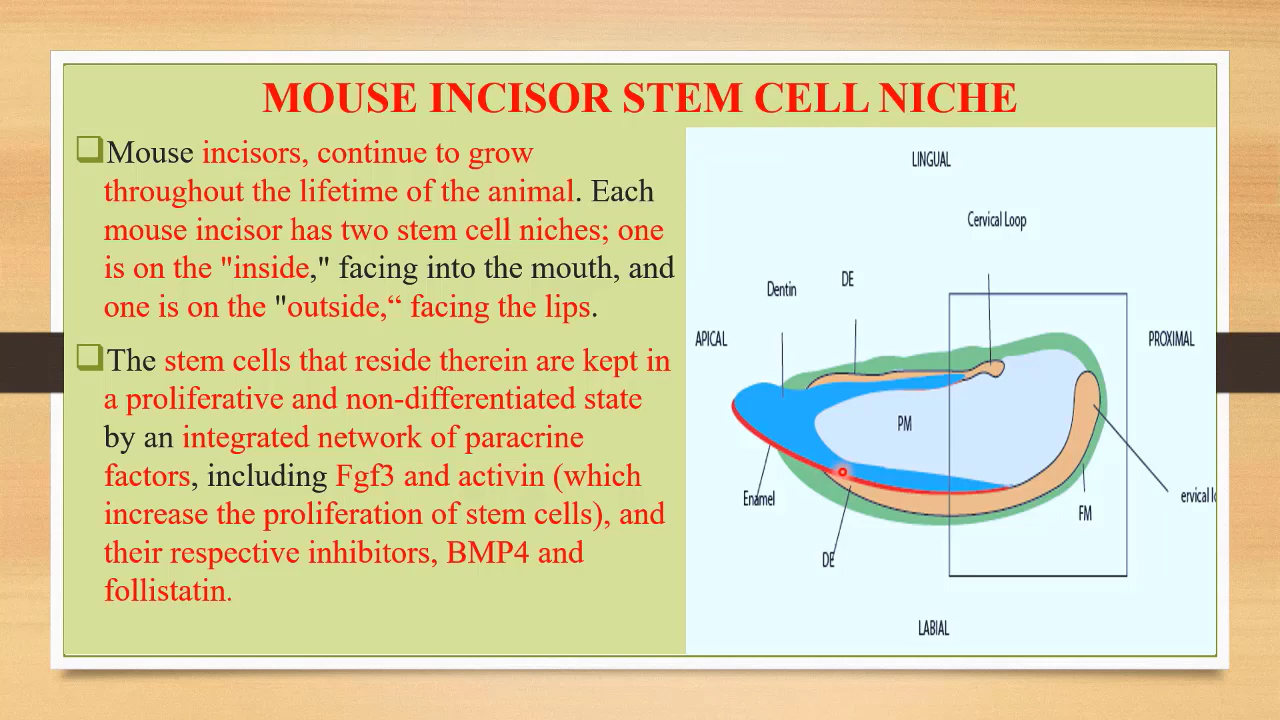 MOUSE INCISOR STEM CELL NICHE
Mouse incisors, continue to grow
throughout the lifetime of the animal. Each
mouse incisor has two stem cell niches; one
is on the "inside," facing into the mouth, and
one is on the "outside,“ facing the lips.
The stem cells that reside therein are kept in
a proliferative and non-differentiated state
by an integrated network of paracrine
factors, including Fgf3 and activin (which
increase the proliferation of stem cells), and
their respective inhibitors, BMP4 and
follistatin.
LINGUAL
Cervical Loop
DE
Dentin
APICAL
PROXIMAL
PM
Enamel
ervical lo
FM
DE
LABIAL